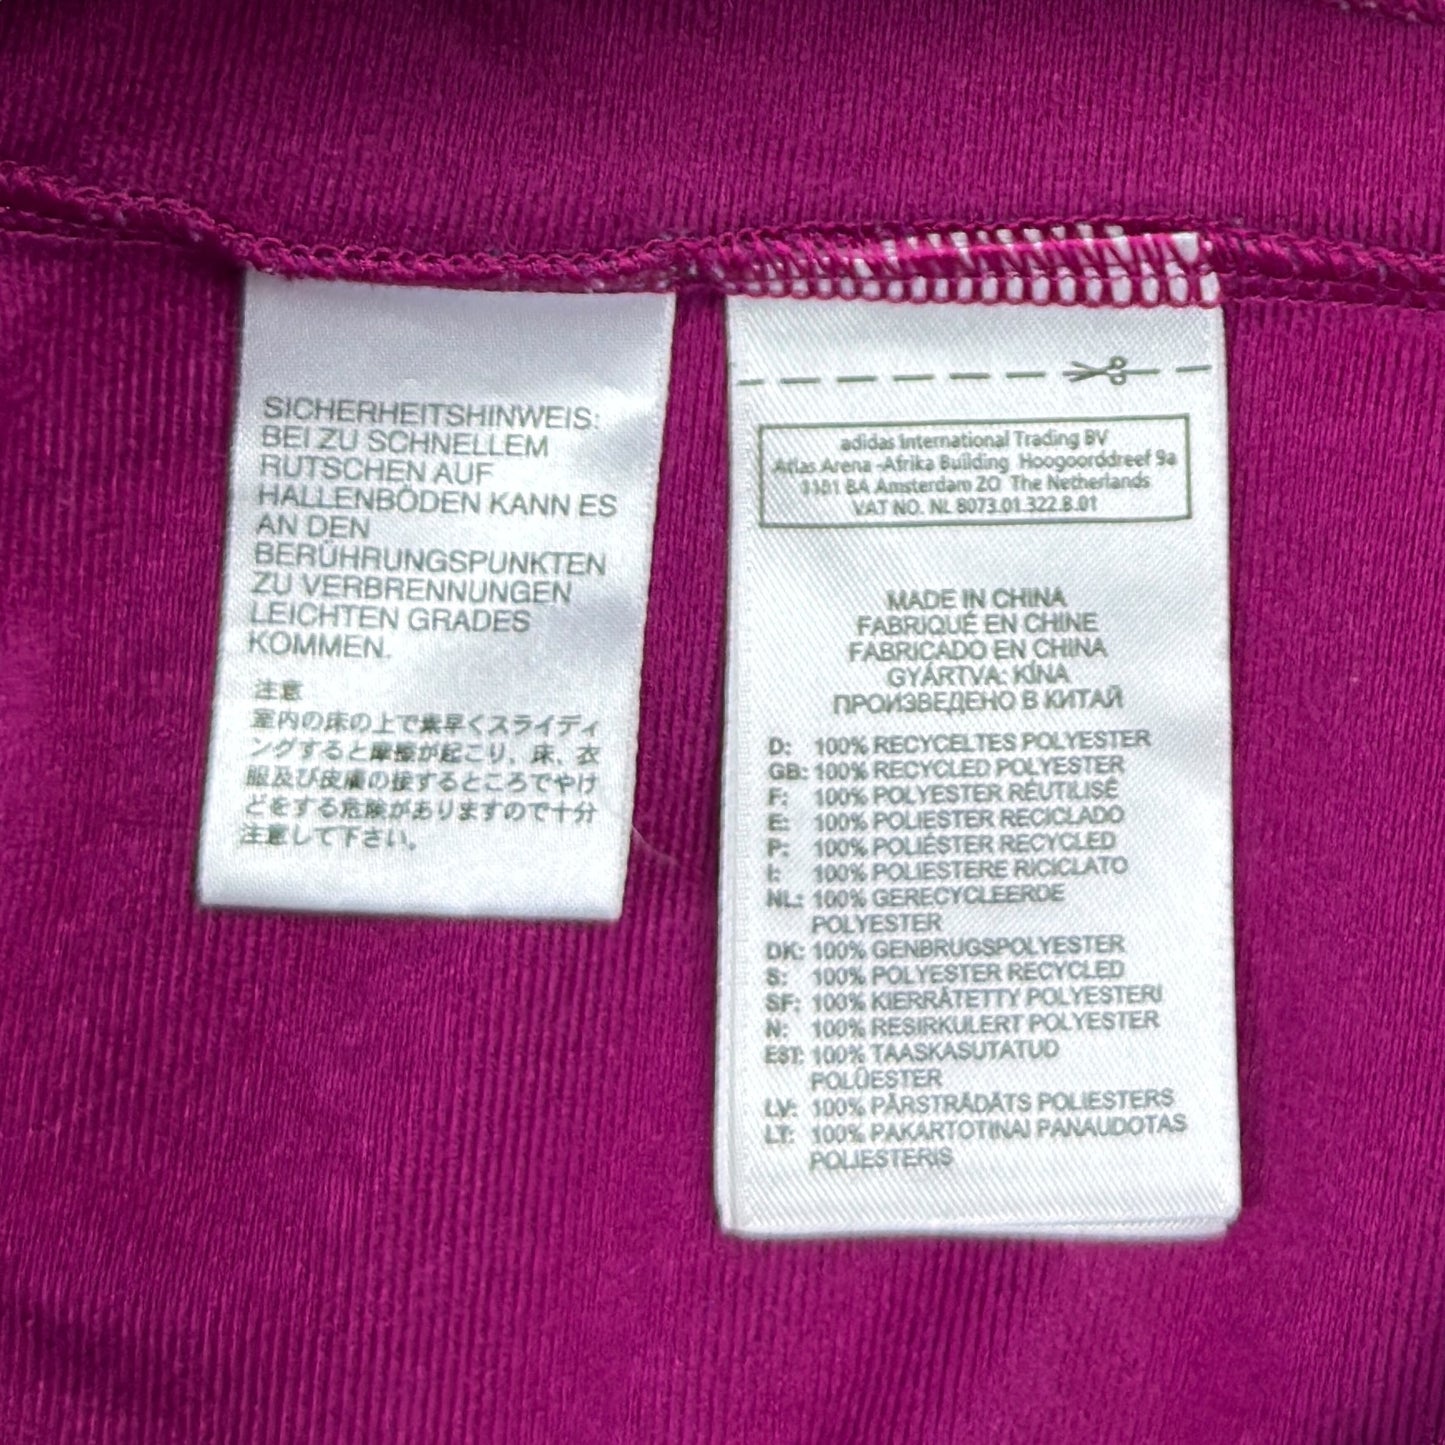 SICHERHEITSHINWEIS:
BEI ZU SCHNELLEM
RUTSCHEN AUF
HALLENBÖDEN KANN ES
AN DEN
BERÜHRUNGSPUNKTEN
ZU VERBRENNUNGEN
LEICHTEN GRADES
KOMMEN.
注意
室内の床の上で素早くスライディ
ングすると摩擦が起こり、床、衣
服及び皮膚の接するところでやけ
どをする危険がありますので十分
注意して下さい。
adidas International Trading BV
Atlas Arena -Afrika Building Hoogoorddreef 9a
1101 BA Amsterdam ZO The Netherlands
VAT NO. NL 8073.01.322.B.01
MADE IN CHINA
FABRIQUÉ EN CHINE
FABRICADO EN CHINA
GYÁRTVA: KÍNA
ПРОИЗВЕДЕНО В КИТАЙ
D: 100% RECYCELTES POLYESTER
GB: 100% RECYCLED POLYESTER
F: 100% POLYESTER RÉUTILISÉ
E: 100% POLIESTER RECICLADO
P: 100% POLIÉSTER RECYCLED
I: 100% POLIESTERE RICICLATO
NL: 100% GERECYCLEERDE
POLYESTER
DK: 100% GENBRUGSPOLYESTER
S: 100% POLYESTER RECYCLED
SF: 100% KIERRÄTETTY POLYESTERI
N: 100% RESIRKULERT POLYESTER
EST: 100% TAASKASUTATUD
POLÜESTER
LV: 100% PĀRSTRĀDĀTS POLIESTERS
LT: 100% PAKARTOTINAI PANAUDOTAS
POLIESTERIS